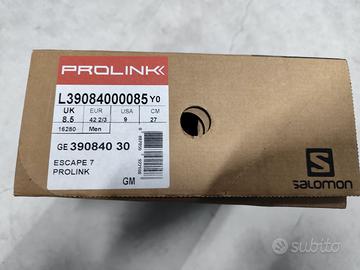 PROLINK
L39084000085 Y0
UK EUR USA CM
8.5 42 2/3 9 27
16280 Men
GE 390840 30
ESCAPE 7
PROLINK
GM
SALOMON
subito